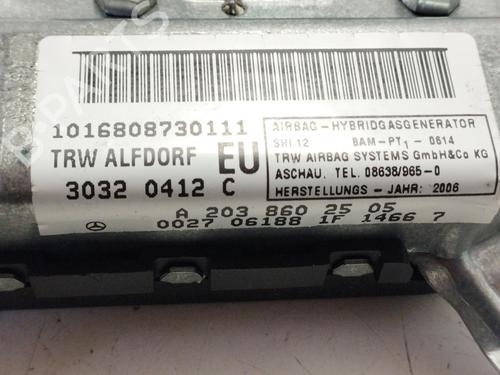 B-PARTS
1016808730111
TRW ALFDORF EU
3032 0412 C
AIRBAG - HYBRIDGASGENERATOR
SHI 12 BAM-PT1 - 0614
TRW AIRBAG SYSTEMS GmbH&Co KG
ASCHAU. TEL. 08638/965-0
HERSTELLUNGS - JAHR: 2006
A 203 860 25 05
0027 06188 1F 1466 7